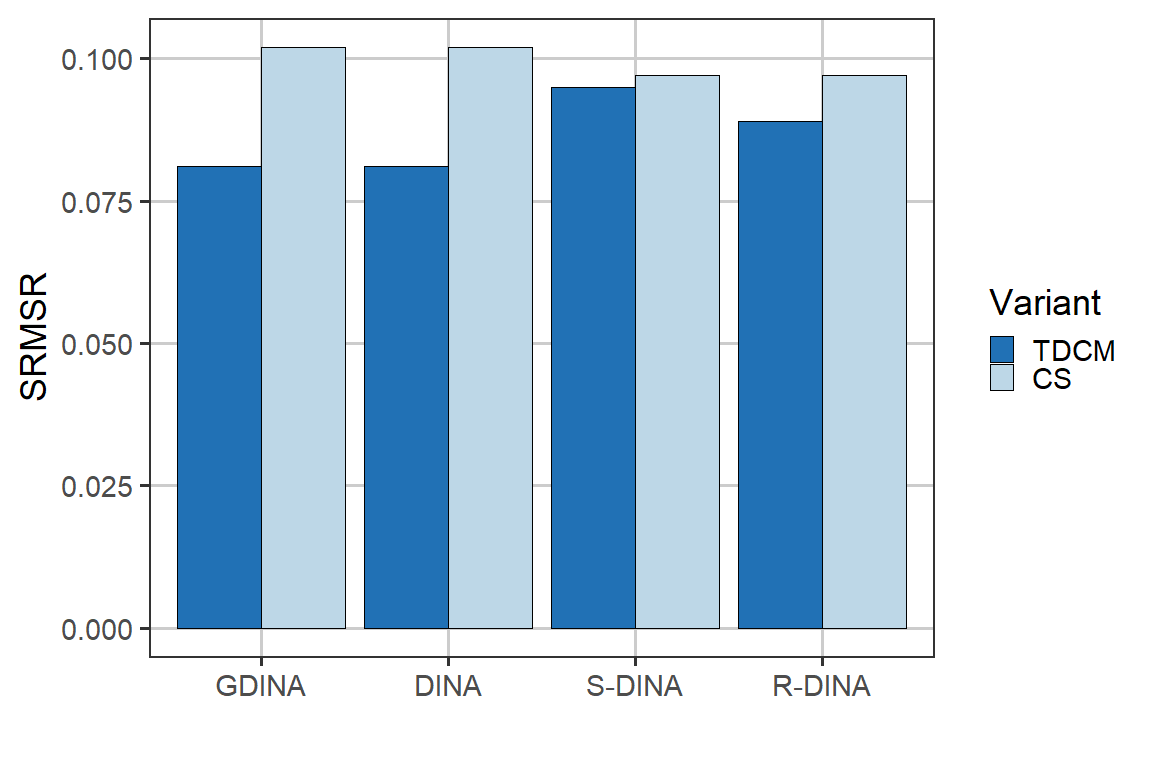 SRMSR
0.100
0.075
0.050
0.025
0.000
GDINA
DINA
S-DINA
R-DINA
Variant
TDCM
CS